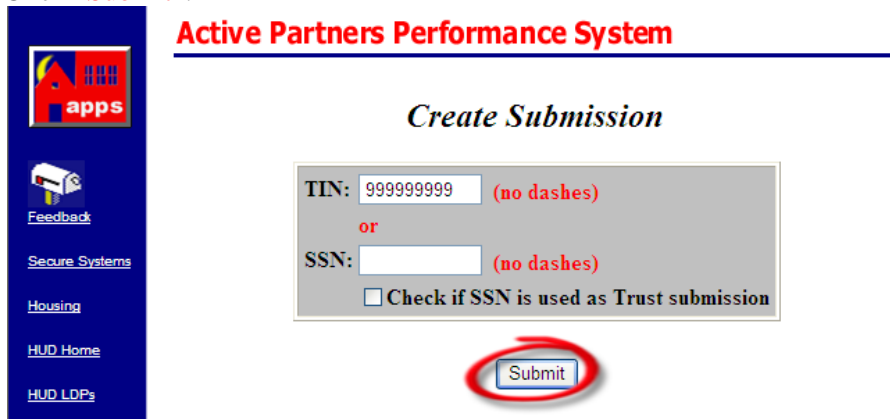 Active Partners Performance System
apps
Create Submission
TIN: 999999999 (no dashes)
or
SSN: (no dashes)
Check if SSN is used as Trust submission
Submit
Feedback
Secure Systems
Housing
HUD Home
HUD LDPs